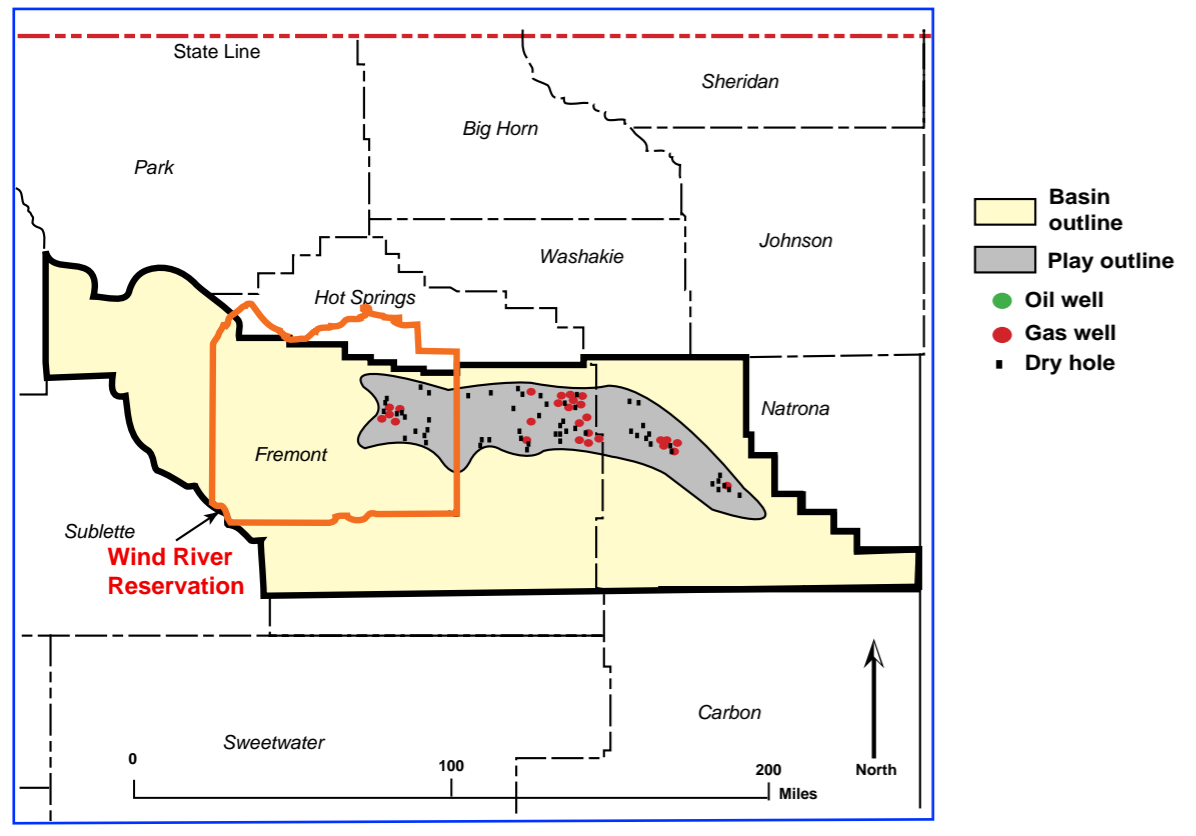 State Line
Sheridan
Big Horn
Park
Johnson
Washakie
Hot Springs
Natrona
Fremont
Sublette
Wind River
Reservation
Carbon
Sweetwater
0
100
200
Miles
North
Basin
outline
Play outline
Oil well
Gas well
Dry hole